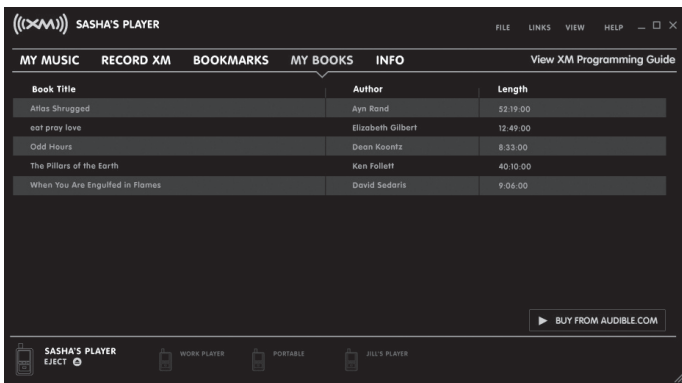 ((XM)) SASHA'S PLAYER FILE LINKS VIEW HELP
MY MUSIC RECORD XM BOOKMARKS MY BOOKS INFO View XM Programming Guide
Book Title Author Length
Atlas Shrugged Ayn Rand 52:19:00
eat pray love Elizabeth Gilbert 12:49:00
Odd Hours Dean Koontz 8:33:00
The Pillars of the Earth Ken Follett 40:10:00
When You Are Engulfed in Flames David Sedaris 9:06:00
BUY FROM AUDIBLE.COM
SASHA'S PLAYER WORK PLAYER PORTABLE JILL'S PLAYER
EJECT